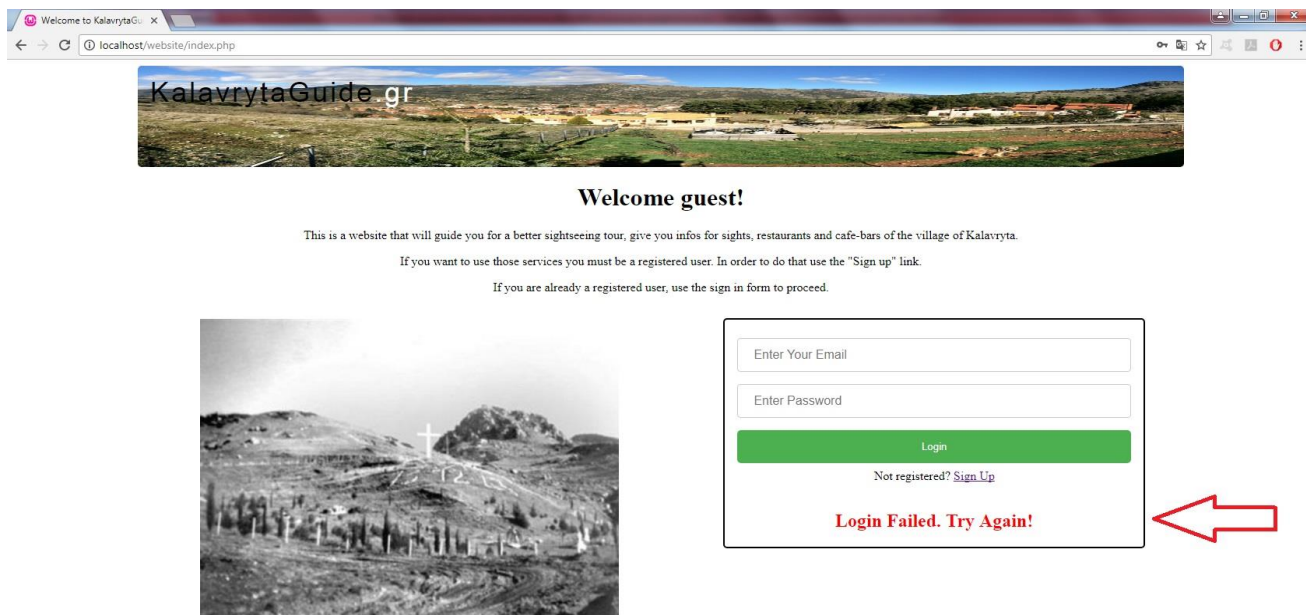 Welcome to KalavrytaGu
localhost/website/index.php
KalavrytaGuide.gr
Welcome guest!
This is a website that will guide you for a better sightseeing tour, give you infos for sights, restaurants and cafe-bars of the village of Kalavryta.
If you want to use those services you must be a registered user. In order to do that use the "Sign up" link.
If you are already a registered user, use the sign in form to proceed.
Enter Your Email
Enter Password
Login
Not registered? Sign Up
Login Failed. Try Again!